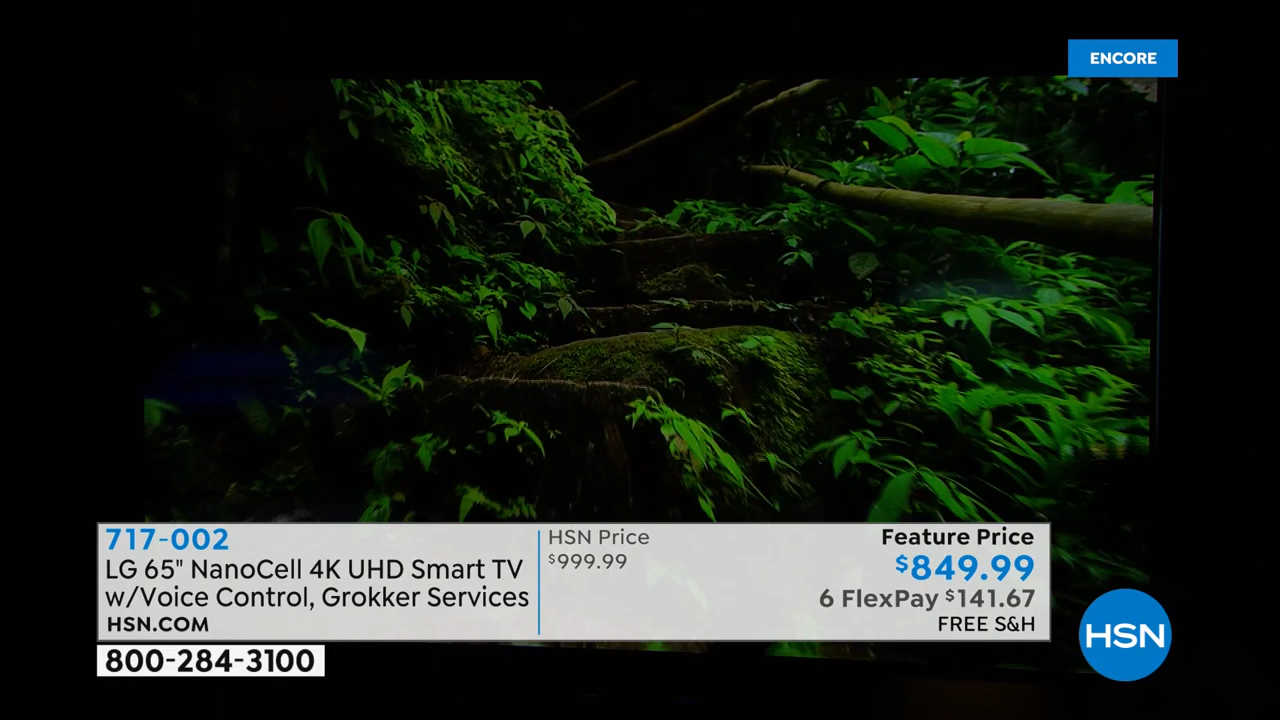 ENCORE
717-002
LG 65" NanoCell 4K UHD Smart TV
w/Voice Control, Grokker Services
HSN.COM
HSN Price
$999.99
Feature Price
$849.99
6 FlexPay $141.67
FREE S&H
800-284-3100
HSN